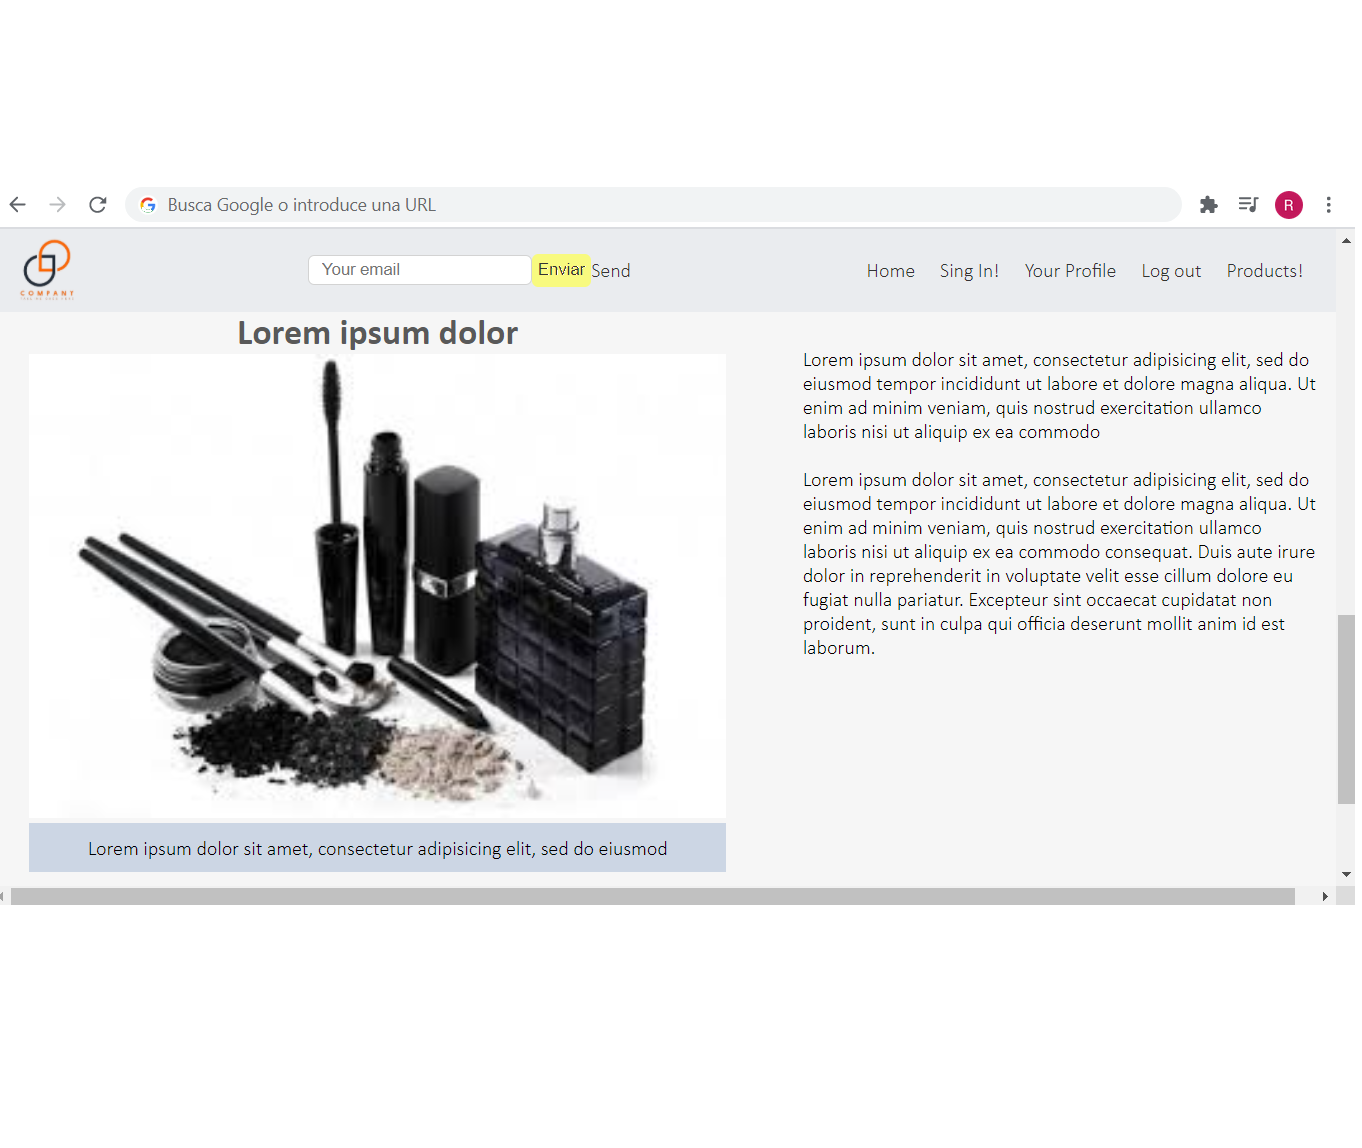 Busca Google o introduce una URL
R
COMPANY
Your email
Enviar Send
Home Sing In! Your Profile Log out Products!
Lorem ipsum dolor
Lorem ipsum dolor sit amet, consectetur adipisicing elit, sed do
eiusmod tempor incididunt ut labore et dolore magna aliqua. Ut
enim ad minim veniam, quis nostrud exercitation ullamco
laboris nisi ut aliquip ex ea commodo
Lorem ipsum dolor sit amet, consectetur adipisicing elit, sed do
eiusmod tempor incididunt ut labore et dolore magna aliqua. Ut
enim ad minim veniam, quis nostrud exercitation ullamco
laboris nisi ut aliquip ex ea commodo consequat. Duis aute irure
dolor in reprehenderit in voluptate velit esse cillum dolore eu
fugiat nulla pariatur. Excepteur sint occaecat cupidatat non
proident, sunt in culpa qui officia deserunt mollit anim id est
laborum.
Lorem ipsum dolor sit amet, consectetur adipisicing elit, sed do eiusmod